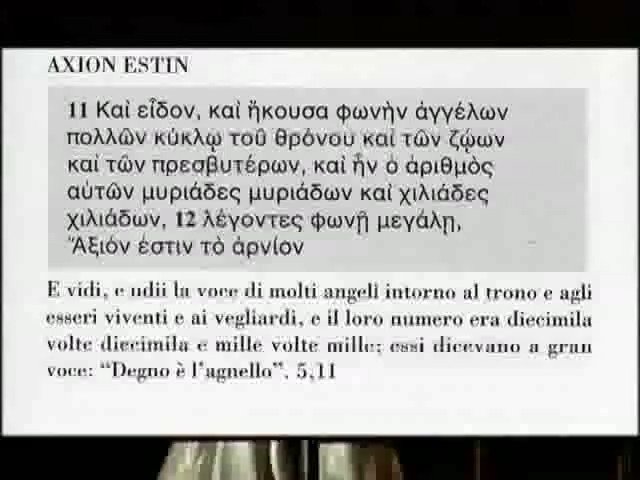 AXION ESTIN
11 Καὶ εἶδον, καὶ ἤκουσα φωνὴν ἀγγέλων
πολλῶν κύκλῳ τοῦ θρόνου καὶ τῶν ζῴων
καὶ τῶν πρεσβυτέρων, καὶ ἦν ὁ ἀριθμὸς
αὐτῶν μυριάδες μυριάδων καὶ χιλιάδες
χιλιάδων, 12 λέγοντες φωνῇ μεγάλῃ,
Ἄξιόν ἐστιν τὸ ἀρνίον
E vidi, e udii la voce di molti angeli intorno al trono e agli
esseri viventi e ai vegliardi, e il loro numero era diecimila
volte diecimila e mille volte mille; essi dicevano a gran
voce: “Degno è l’agnello”. 5,11